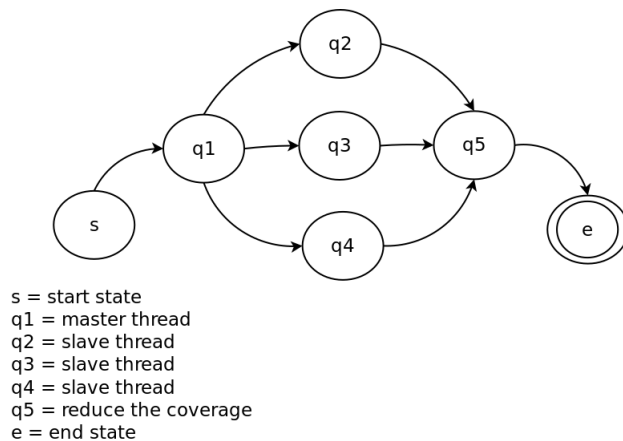 q2
q1
q3
q5
s
q4
e
s = start state
q1 = master thread
q2 = slave thread
q3 = slave thread
q4 = slave thread
q5 = reduce the coverage
e = end state